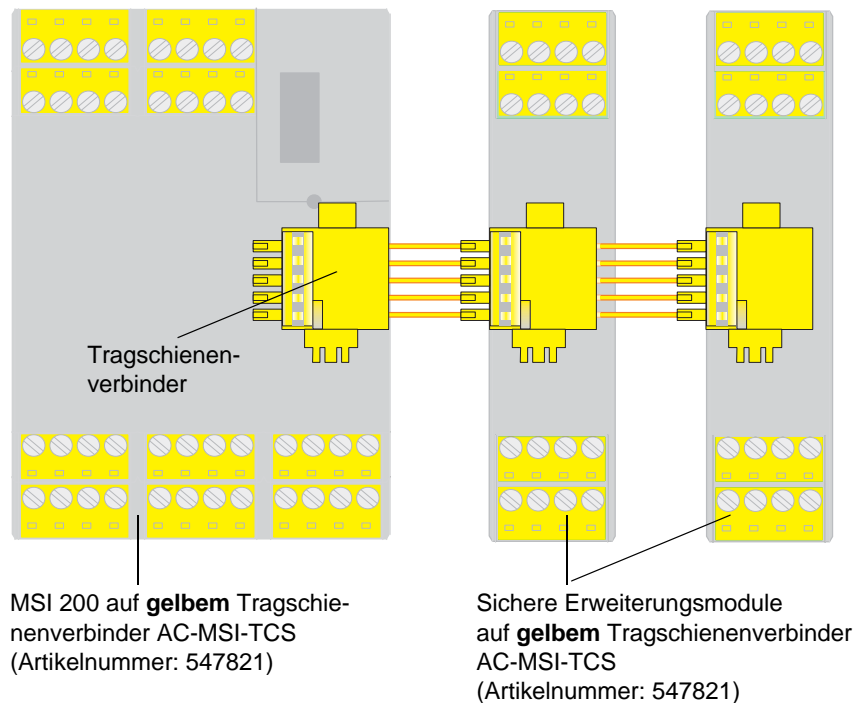 Tragschienen-
verbinder
MSI 200 auf gelbem Tragschie-
nenverbinder AC-MSI-TCS
(Artikelnummer: 547821)
Sichere Erweiterungsmodule
auf gelbem Tragschienenverbinder
AC-MSI-TCS
(Artikelnummer: 547821)